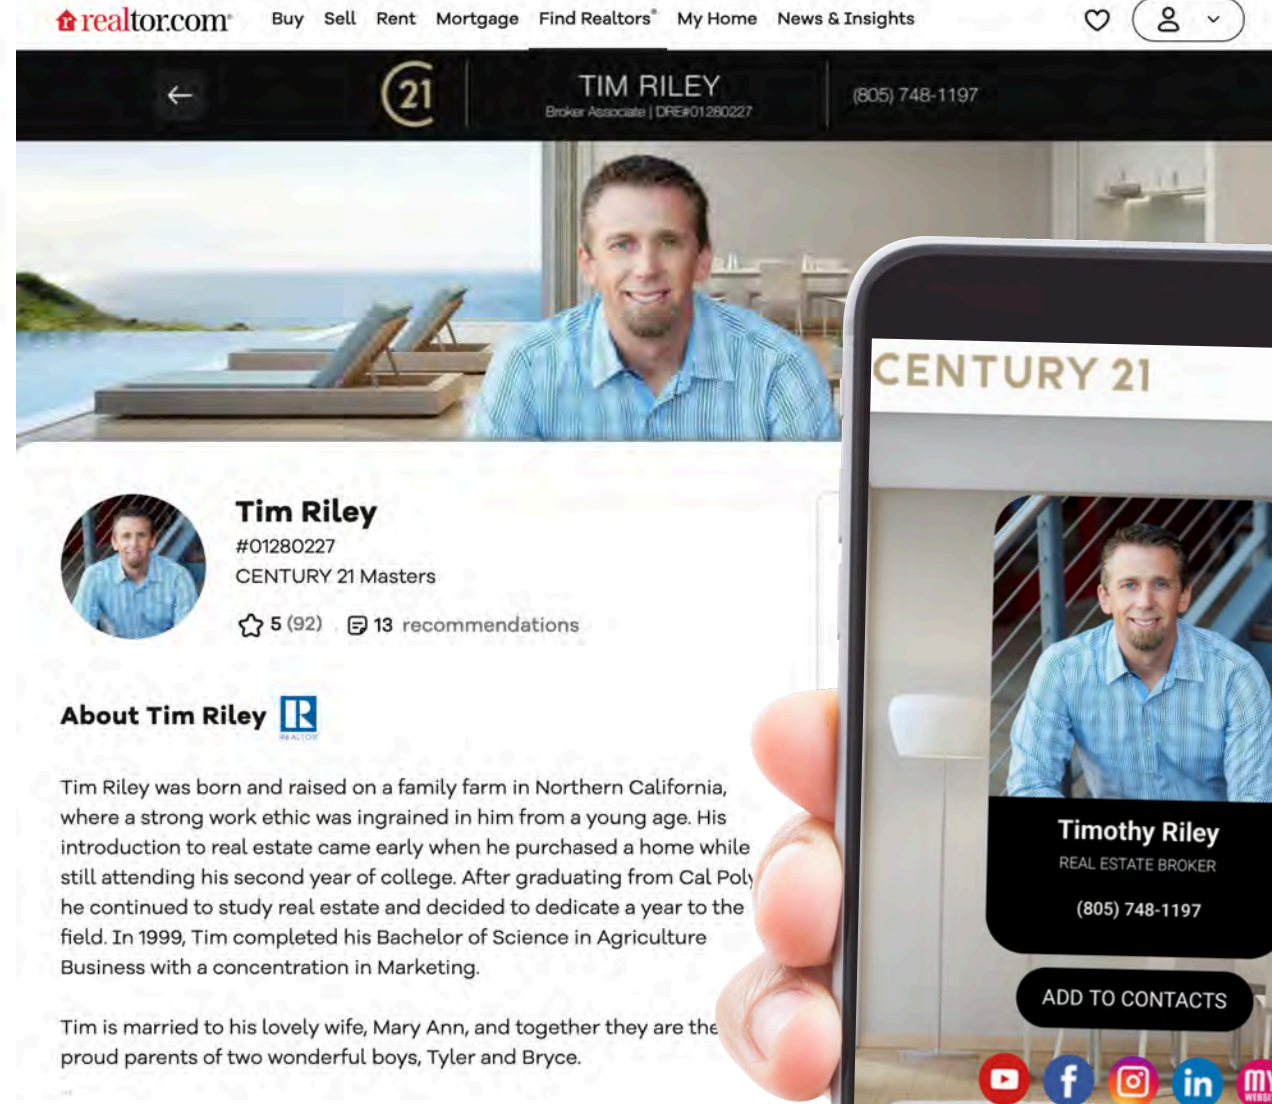 realtor.com®
Buy Sell Rent Mortgage Find Realtors® My Home News & Insights
21
TIM RILEY
Broker Associate | DRE#01280227
(805) 748-1197
CENTURY 21
Tim Riley
#01280227
CENTURY 21 Masters
5 (92) 13 recommendations
About Tim Riley
R
REALTOR
Tim Riley was born and raised on a family farm in Northern California,
where a strong work ethic was ingrained in him from a young age. His
introduction to real estate came early when he purchased a home while
still attending his second year of college. After graduating from Cal Poly
he continued to study real estate and decided to dedicate a year to the
field. In 1999, Tim completed his Bachelor of Science in Agriculture
Business with a concentration in Marketing.
Tim is married to his lovely wife, Mary Ann, and together they are the
proud parents of two wonderful boys, Tyler and Bryce.
Timothy Riley
REAL ESTATE BROKER
(805) 748-1197
ADD TO CONTACTS
f
in